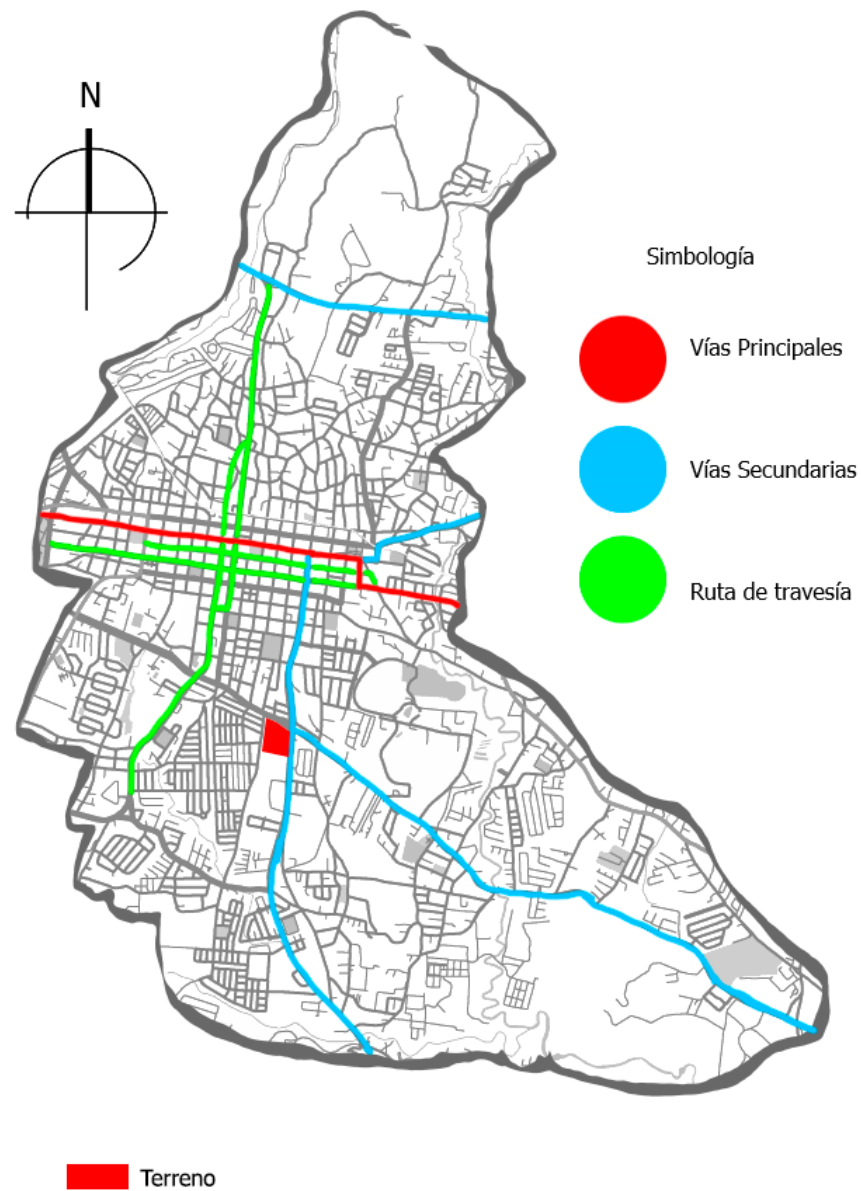 N
Simbología
Vías Principales
Vías Secundarias
Ruta de travesía
Terreno